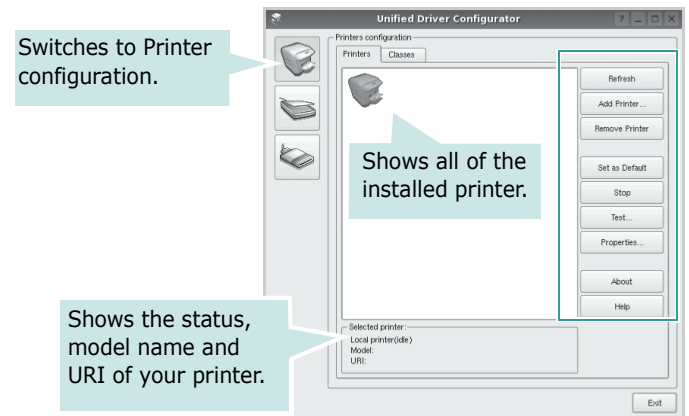 Unified Driver Configurator
Switches to Printer
configuration.
Printers configuration
Printers
Classes
Refresh
Add Printer...
Remove Printer
Shows all of the
installed printer.
Set as Default
Stop
Test...
Properties...
About
Help
Shows the status,
model name and
URI of your printer.
Selected printer:
Local printer(idle)
Model:
URI:
Exit